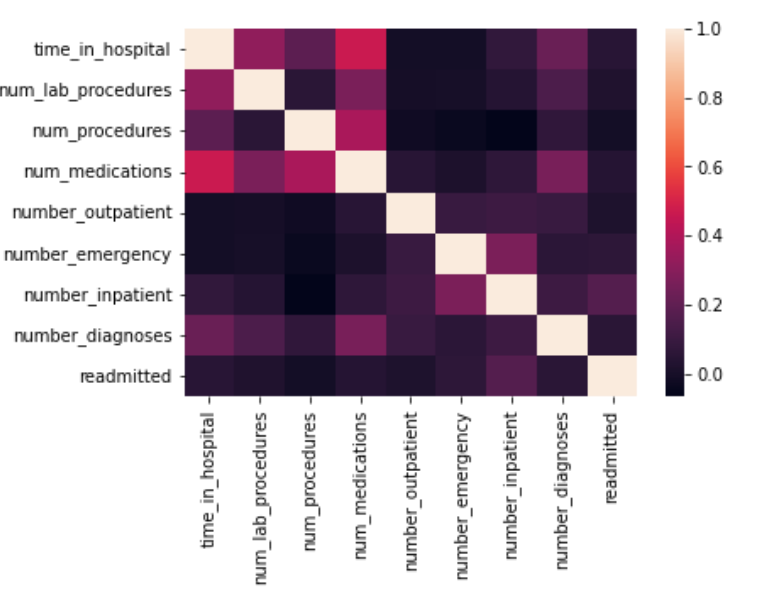 time_in_hospital
num_lab_procedures
num_procedures
num_medications
number_outpatient
number_emergency
number_inpatient
number_diagnoses
readmitted
1.0
0.8
0.6
0.4
0.2
0.0
time_in_hospital
num_lab_procedures
num_procedures
num_medications
number_outpatient
number_emergency
number_inpatient
number_diagnoses
readmitted